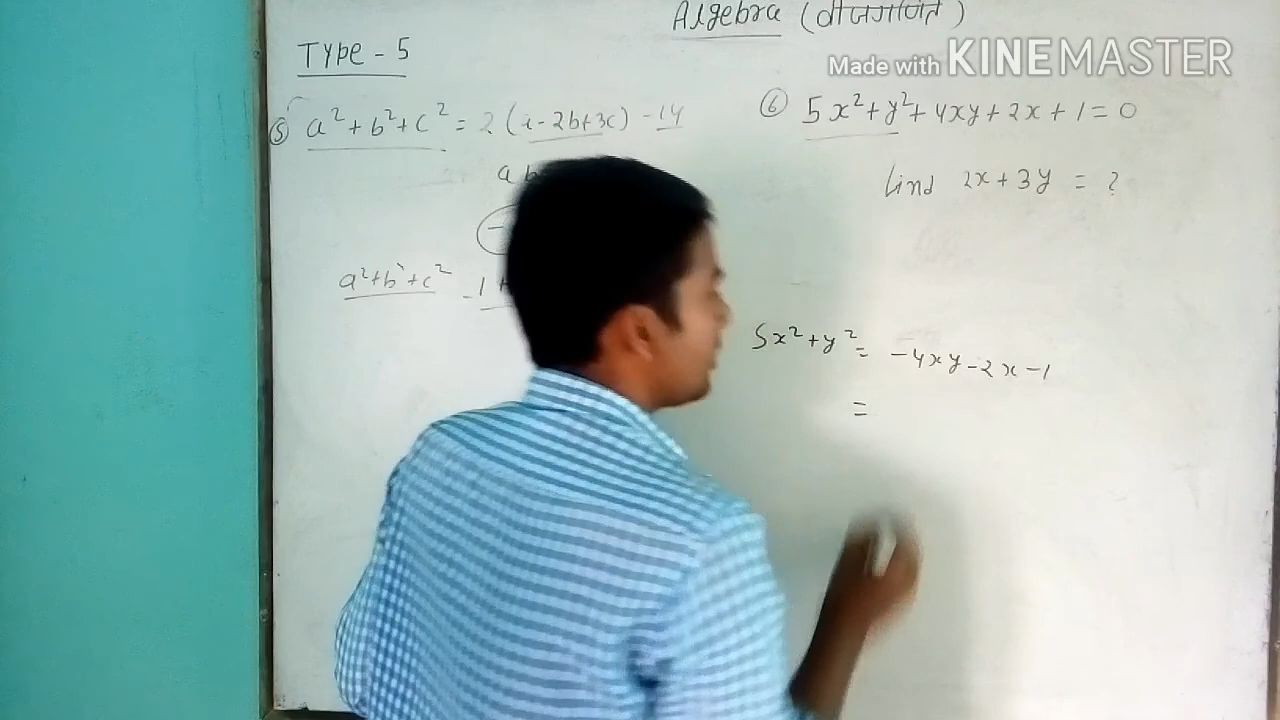 Algebra (बीजगणित)
Made with KINEMASTER
Type - 5
⑤ a² + b² + c² = 2 ( - 2b + 3c) - 14
a b
a² + b² + c² - 1
⑥ 5x² + y² + 4xy + 2x + 1 = 0
find 2x + 3y = ?
5x² + y² = -4xy - 2x - 1
=